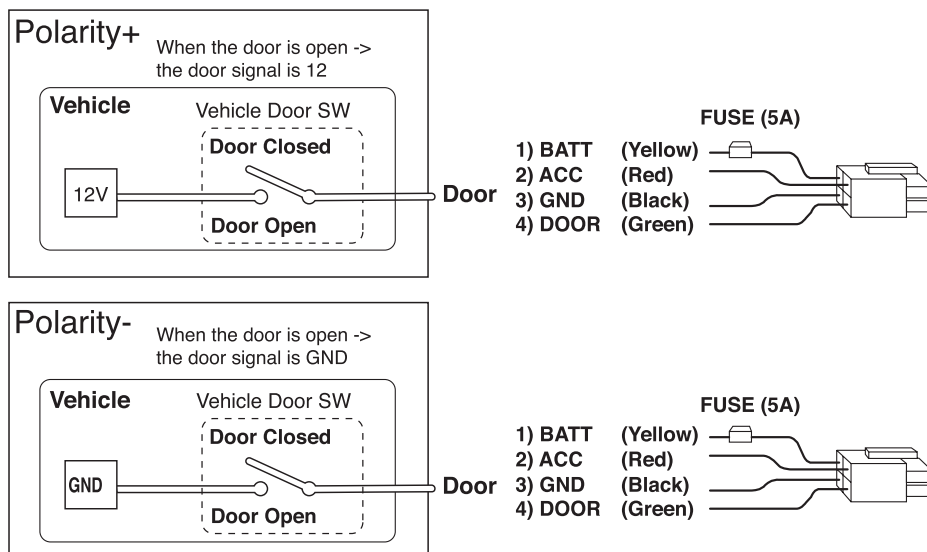 Polarity+
When the door is open ->
the door signal is 12
Vehicle
Vehicle Door SW
Door Closed
12V
Door Open
Door
FUSE (5A)
1) BATT (Yellow)
2) ACC (Red)
3) GND (Black)
4) DOOR (Green)
Polarity-
When the door is open ->
the door signal is GND
Vehicle
Vehicle Door SW
Door Closed
GND
Door Open
Door
FUSE (5A)
1) BATT (Yellow)
2) ACC (Red)
3) GND (Black)
4) DOOR (Green)